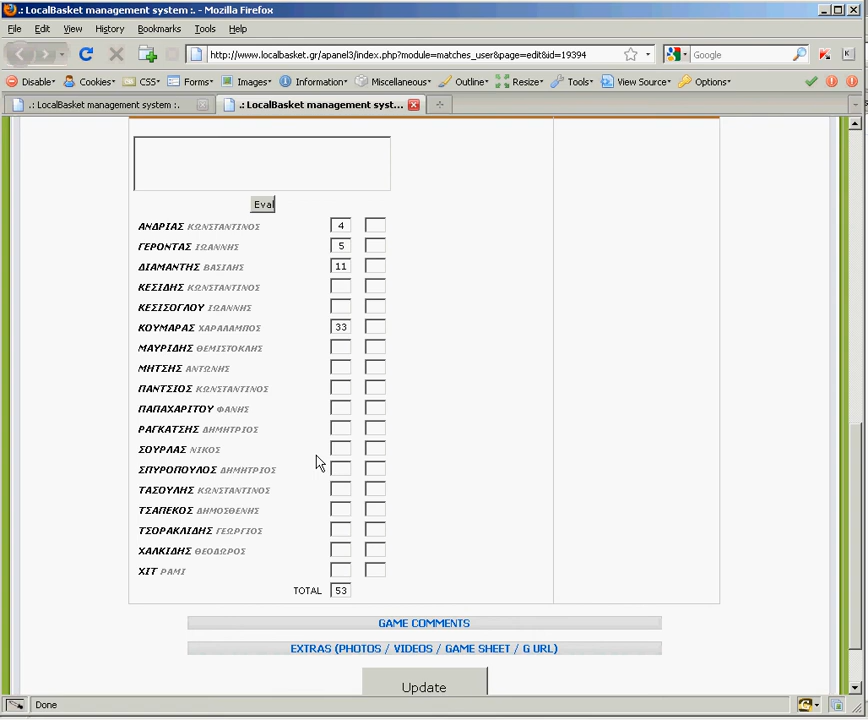 .: LocalBasket management system :. - Mozilla Firefox
File Edit View History Bookmarks Tools Help
http://www.localbasket.gr/apanel3/index.php?module=matches_user&page=edit&id=19394 Google
Disable Cookies CSS Forms Images Information Miscellaneous Outline Resize Tools View Source Options
.: LocalBasket management system :. .: LocalBasket management syst...
Eval
ΑΝΔΡΙΑΣ ΚΩΝΣΤΑΝΤΙΝΟΣ 4
ΓΕΡΟΝΤΑΣ ΙΩΑΝΝΗΣ 5
ΔΙΑΜΑΝΤΗΣ ΒΑΣΙΛΗΣ 11
ΚΕΣΙΔΗΣ ΚΩΝΣΤΑΝΤΙΝΟΣ
ΚΕΣΙΣΟΓΛΟΥ ΙΩΑΝΝΗΣ
ΚΟΥΜΑΡΑΣ ΧΑΡΑΛΑΜΠΟΣ 33
ΜΑΥΡΙΔΗΣ ΘΕΜΙΣΤΟΚΛΗΣ
ΜΗΤΣΗΣ ΑΝΤΩΝΗΣ
ΠΑΝΤΣΙΟΣ ΚΩΝΣΤΑΝΤΙΝΟΣ
ΠΑΠΑΧΑΡΙΤΟΥ ΦΑΝΗΣ
ΡΑΓΚΑΤΣΗΣ ΔΗΜΗΤΡΙΟΣ
ΣΟΥΡΛΑΣ ΝΙΚΟΣ
ΣΠΥΡΟΠΟΥΛΟΣ ΔΗΜΗΤΡΙΟΣ
ΤΑΣΟΥΛΗΣ ΚΩΝΣΤΑΝΤΙΝΟΣ
ΤΣΑΠΕΚΟΣ ΔΗΜΟΣΘΕΝΗΣ
ΤΣΟΡΑΚΛΙΔΗΣ ΓΕΩΡΓΙΟΣ
ΧΑΛΚΙΔΗΣ ΘΕΟΔΩΡΟΣ
ΧΙΤ ΡΑΜΙ
TOTAL 53
GAME COMMENTS
EXTRAS (PHOTOS / VIDEOS / GAME SHEET / G URL)
Update
Done